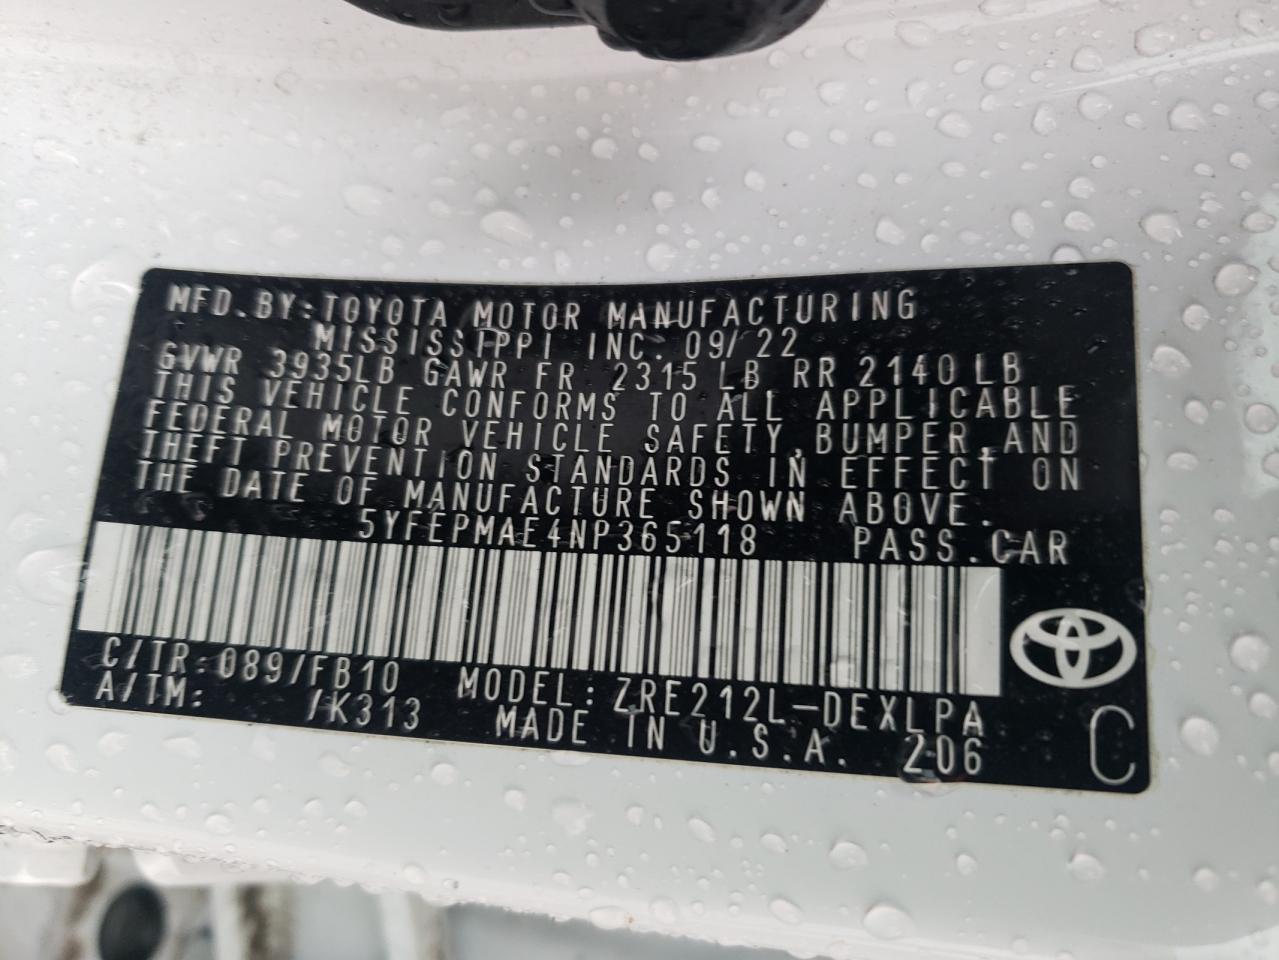 MFD. BY: TOYOTA MOTOR MANUFACTURING
MISSISSIPPI INC. 09/22
GVWR 3935LB GAWR FR 2315 LB RR 2140 LB
THIS VEHICLE CONFORMS TO ALL APPLICABLE
FEDERAL MOTOR VEHICLE SAFETY, BUMPER, AND
THEFT PREVENTION STANDARDS IN EFFECT ON
THE DATE OF MANUFACTURE SHOWN ABOVE.
5YFEPMAE4NP365118 PASS. CAR
C/TR: 089/FB10 MODEL: ZRE212L-DEXLPA
A/TM: /K313 MADE IN U.S.A. 206 C